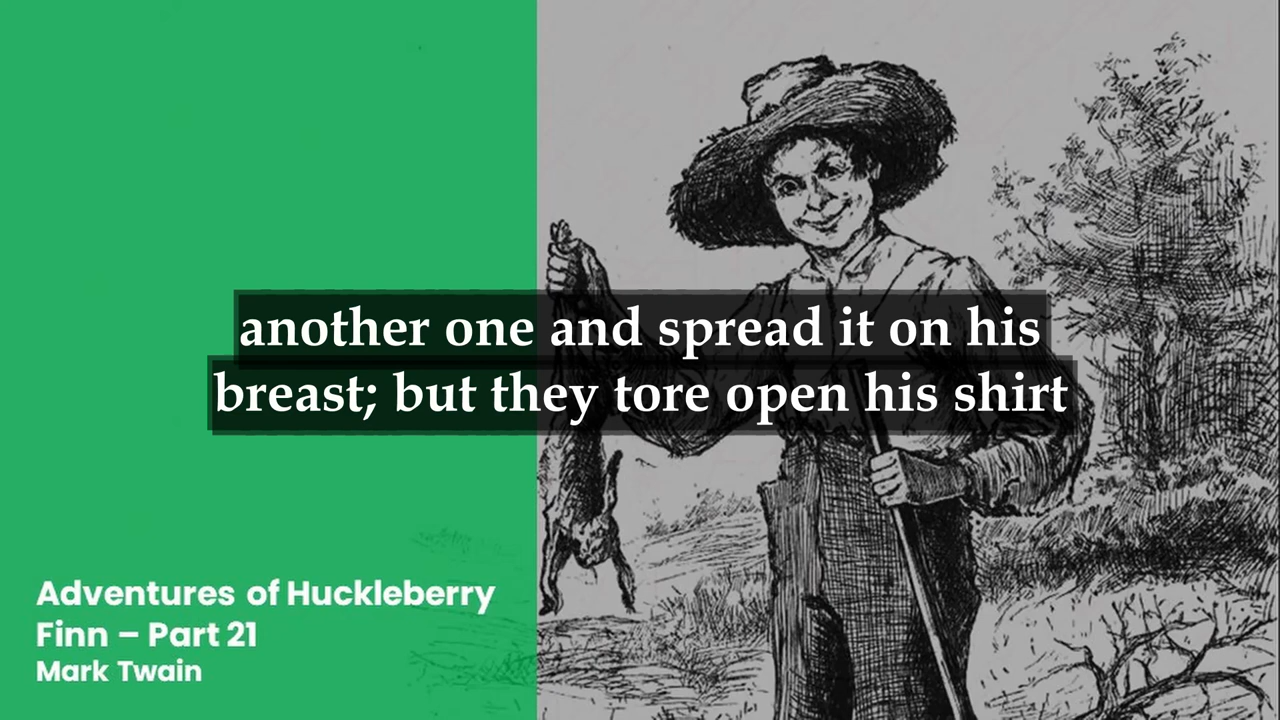 another one and spread it on his
breast; but they tore open his shirt
Adventures of Huckleberry
Finn – Part 21
Mark Twain